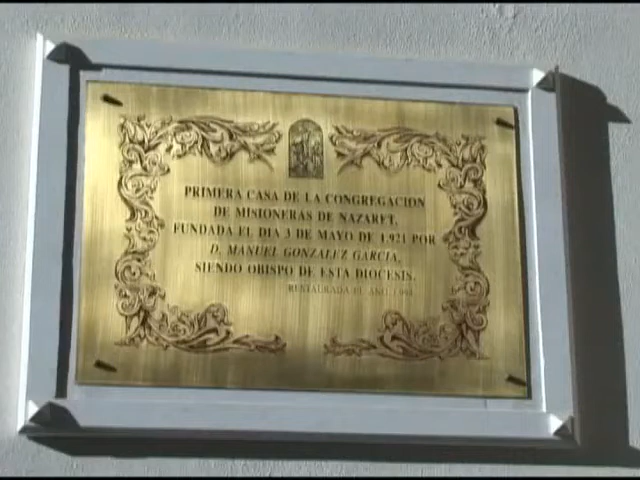 PRIMERA CASA DE LA CONGREGACION
DE MISIONERAS DE NAZARET,
FUNDADA EL DIA 3 DE MAYO DE 1.921 POR
D. MANUEL GONZALEZ GARCIA,
SIENDO OBISPO DE ESTA DIOCESIS.
RESTAURADA EL AÑO